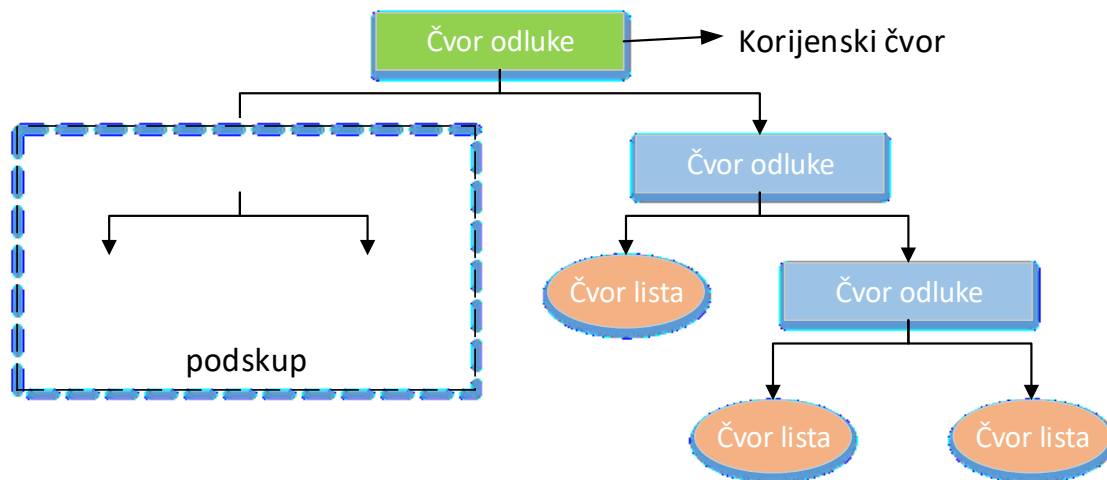 Čvor odluke
Korijenski čvor
Čvor odluke
Čvor lista
Čvor odluke
podskup
Čvor lista
Čvor lista